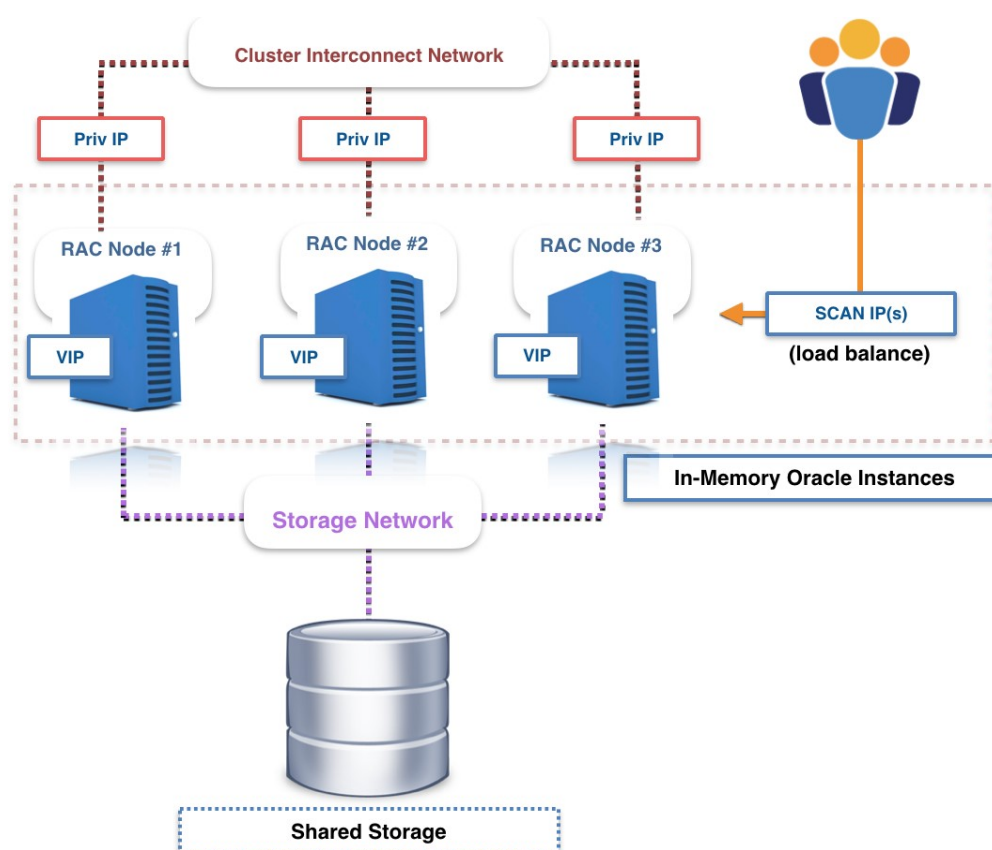 Cluster Interconnect Network
Priv IP
Priv IP
Priv IP
RAC Node #1
RAC Node #2
RAC Node #3
VIP
VIP
VIP
SCAN IP(s)
(load balance)
In-Memory Oracle Instances
Storage Network
Shared Storage